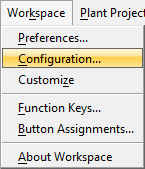 Workspace Plant Project
Preferences...
Configuration...
Customize
Function Keys...
Button Assignments...
About Workspace